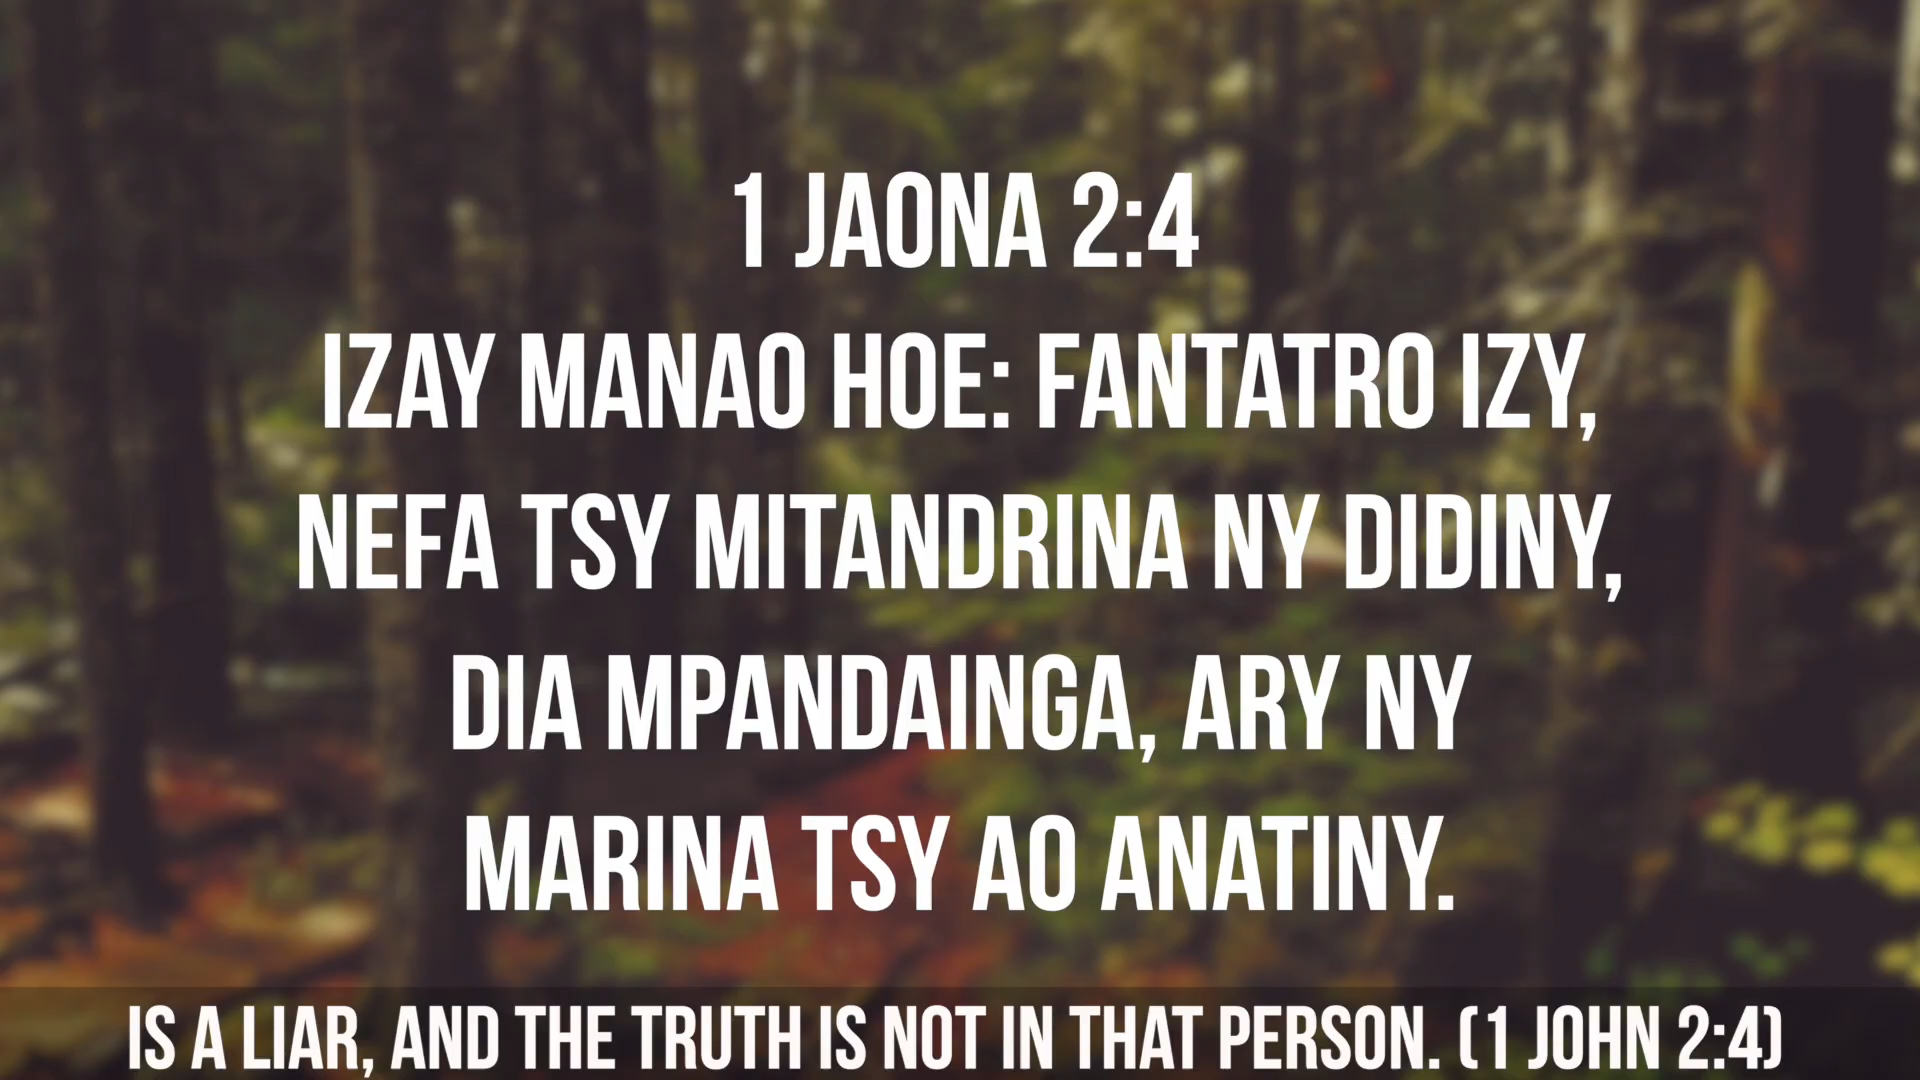 1 JAONA 2:4
IZAY MANAO HOE: FANTATRO IZY,
NEFA TSY MITANDRINA NY DIDINY,
DIA MPANDAINGA, ARY NY
MARINA TSY AO ANATINY.
IS A LIAR, AND THE TRUTH IS NOT IN THAT PERSON. (1 JOHN 2:4)